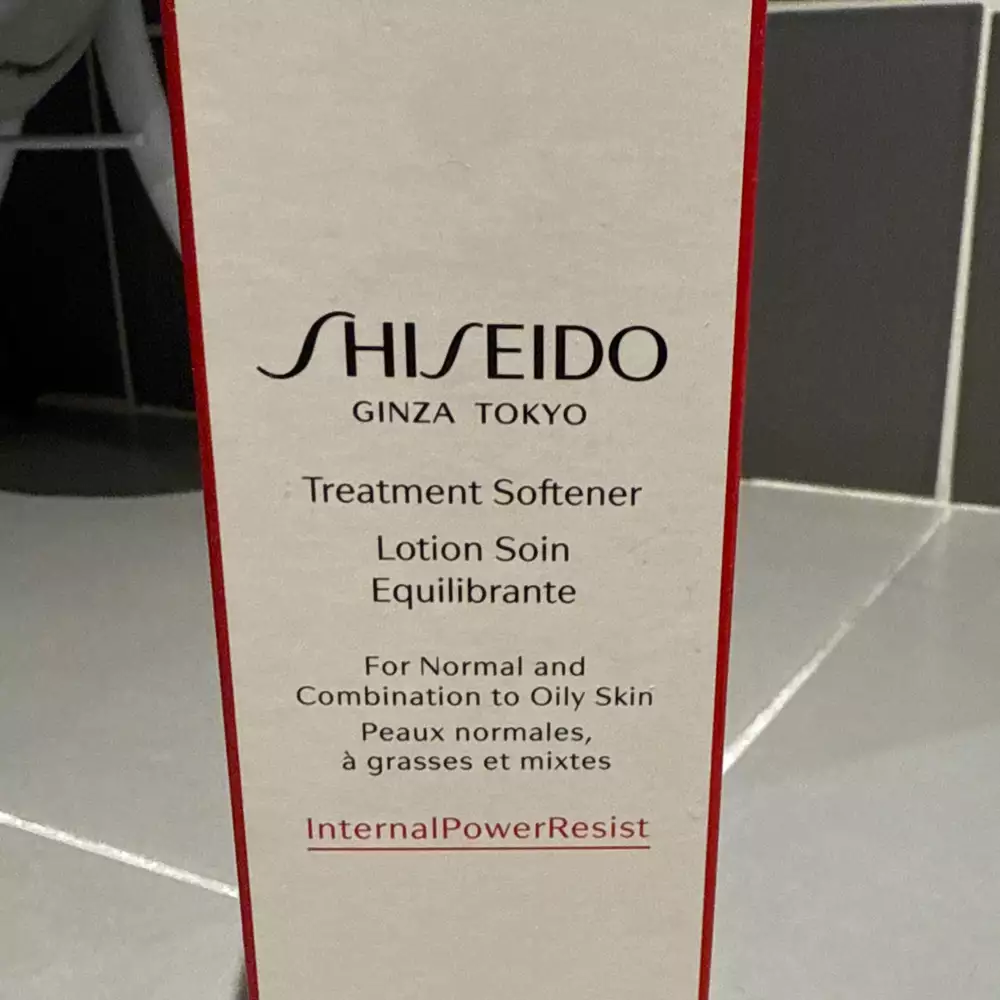 SHISEIDO
GINZA TOKYO
Treatment Softener
Lotion Soin
Equilibrante
For Normal and
Combination to Oily Skin
Peaux normales,
à grasses et mixtes
InternalPowerResist